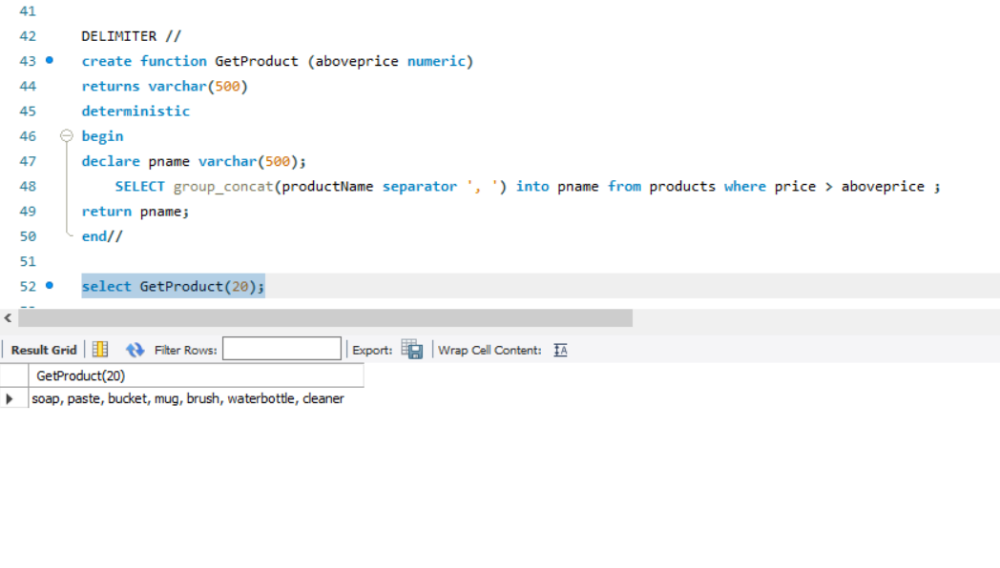 41
42 DELIMITER //
43 create function GetProduct (aboveprice numeric)
44 returns varchar(500)
45 deterministic
46 begin
47 declare pname varchar(500);
48 SELECT group_concat(productName separator ', ') into pname from products where price > aboveprice ;
49 return pname;
50 end//
51
52 select GetProduct(20);
Result Grid Filter Rows: Export: Wrap Cell Content: IA
GetProduct(20)
soap, paste, bucket, mug, brush, waterbottle, cleaner